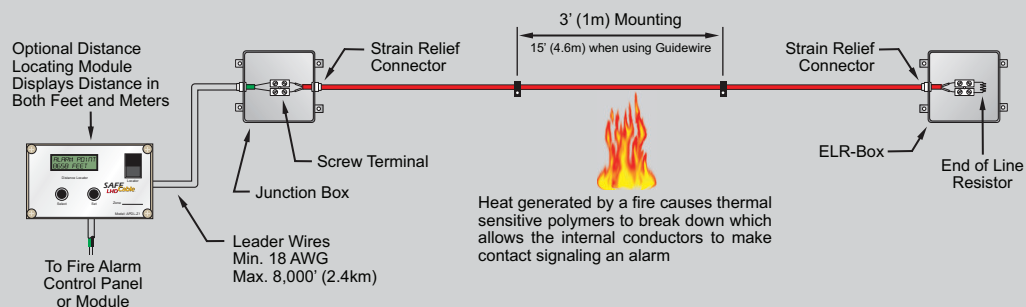 3’ (1m) Mounting
15’ (4.6m) when using Guidewire
Optional Distance
Locating Module
Displays Distance in
Both Feet and Meters
Strain Relief
Connector
Strain Relief
Connector
Screw Terminal
Junction Box
ELR-Box
End of Line
Resistor
ALARM POINT
0650 FEET
Distance Locator
SAFE
LHD Cable
Heat generated by a fire causes thermal
sensitive polymers to break down which
allows the internal conductors to make
contact signaling an alarm
Leader Wires
Min. 18 AWG
Max. 8,000’ (2.4km)
To Fire Alarm
Control Panel
or Module